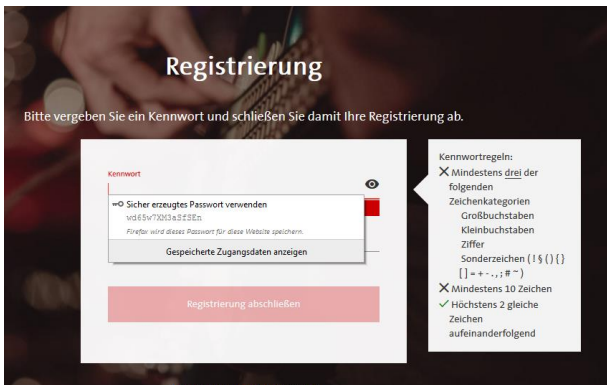 Registrierung
Bitte vergeben Sie ein Kennwort und schließen Sie damit Ihre Registrierung ab.
Kennwort
Sicher erzeugtes Passwort verwenden
wd65w7XM3aSfSEn
Firefox wird dieses Passwort für diese Website speichern.
Gespeicherte Zugangsdaten anzeigen
Registrierung abschließen
Kennwortregeln:
Mindestens drei der
folgenden
Zeichenkategorien
Großbuchstaben
Kleinbuchstaben
Ziffer
Sonderzeichen ( ! § ( ) { }
[ ] = + - . , ; # ~ )
Mindestens 10 Zeichen
Höchstens 2 gleiche
Zeichen
aufeinanderfolgend